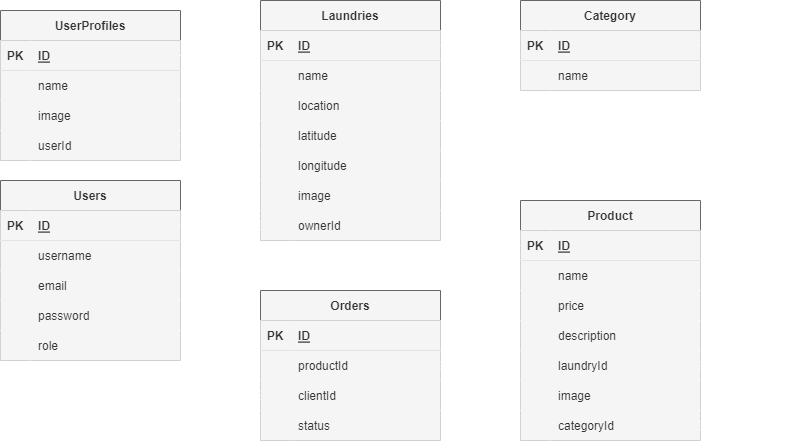 UserProfiles
PK ID
name
image
userId
Users
PK ID
username
email
password
role
Laundries
PK ID
name
location
latitude
longitude
image
ownerId
Orders
PK ID
productId
clientId
status
Category
PK ID
name
Product
PK ID
name
price
description
laundryId
image
categoryId